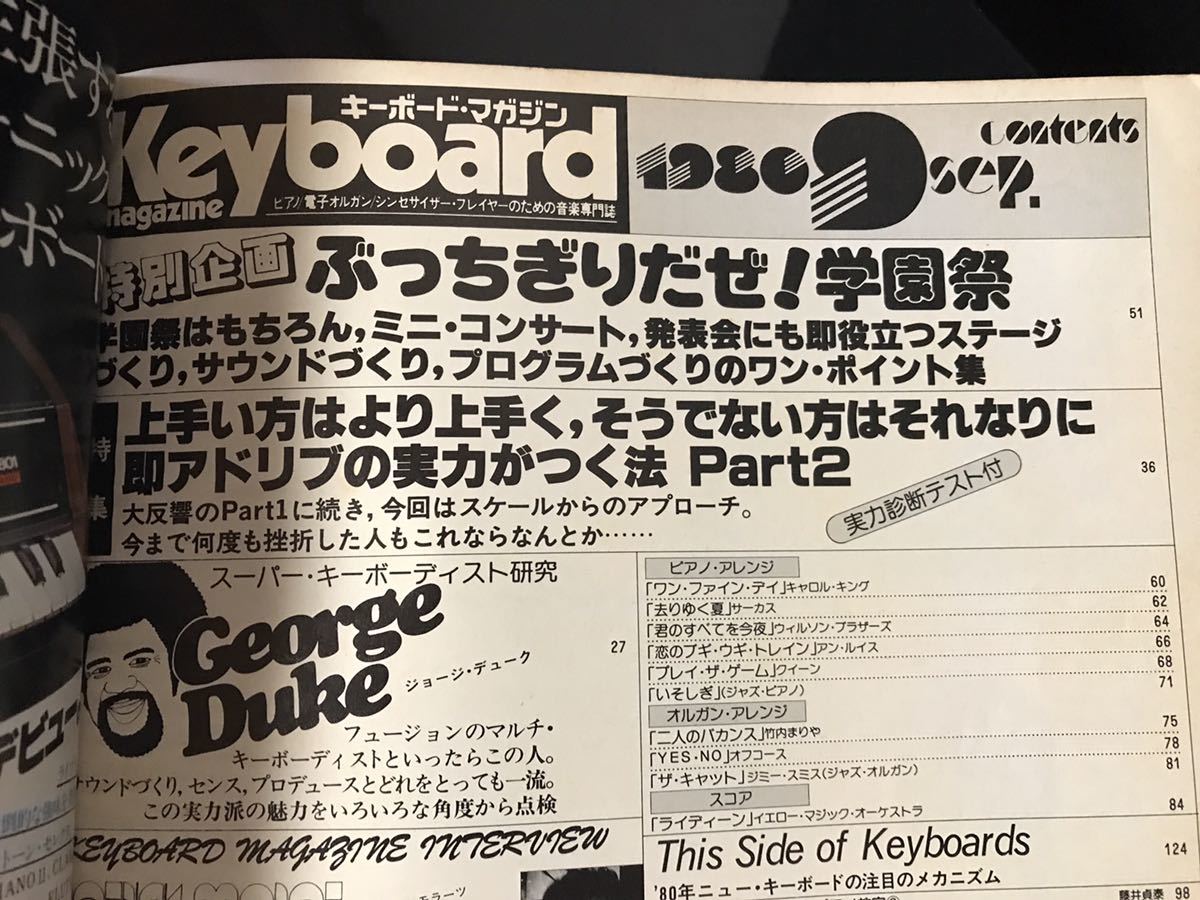 主張す
ニック
ボー
デビュー
キーボード・マガジン
Keyboard
magazine
ピアノ/電子オルガン/シンセサイザー・プレイヤーのための音楽専門誌
1980 9 sep.
contents
特別企画 ぶっちぎりだぜ!学園祭
学園祭はもちろん,ミニ・コンサート,発表会にも即役立つステージ
づくり,サウンドづくり,プログラムづくりのワン・ポイント集
51
特集
上手い方はより上手く,そうでない方はそれなりに
即アドリブの実力がつく法 Part2
36
大反響のPart1に続き,今回はスケールからのアプローチ。
今まで何度も挫折した人もこれならなんとか……
実力診断テスト付
スーパー・キーボーディスト研究
George
Duke
ジョージ・デューク
27
フュージョンのマルチ・
キーボーディストといったらこの人。
サウンドづくり,センス,プロデュースとどれをとっても一流。
この実力派の魅力をいろいろな角度から点検
KEYBOARD MAGAZINE INTERVIEW
ピアノ・アレンジ
「ワン・ファイン・デイ」キャロル・キング 60
「去りゆく夏」サーカス 62
「君のすべてを今夜」ウィルソン・ブラザーズ 64
「恋のブギ・ウギ・トレイン」アン・ルイス 66
「プレイ・ザ・ゲーム」クィーン 68
「いそしぎ」(ジャズ・ピアノ) 71
オルガン・アレンジ
「二人のバカンス」竹内まりや 75
「YES・NO」オフコース 78
「ザ・キャット」ジミー・スミス(ジャズ・オルガン) 81
スコア
「ライディーン」イエロー・マジック・オーケストラ 84
This Side of Keyboards 124
'80年ニュー・キーボードの注目のメカニズム
藤井貞泰 98